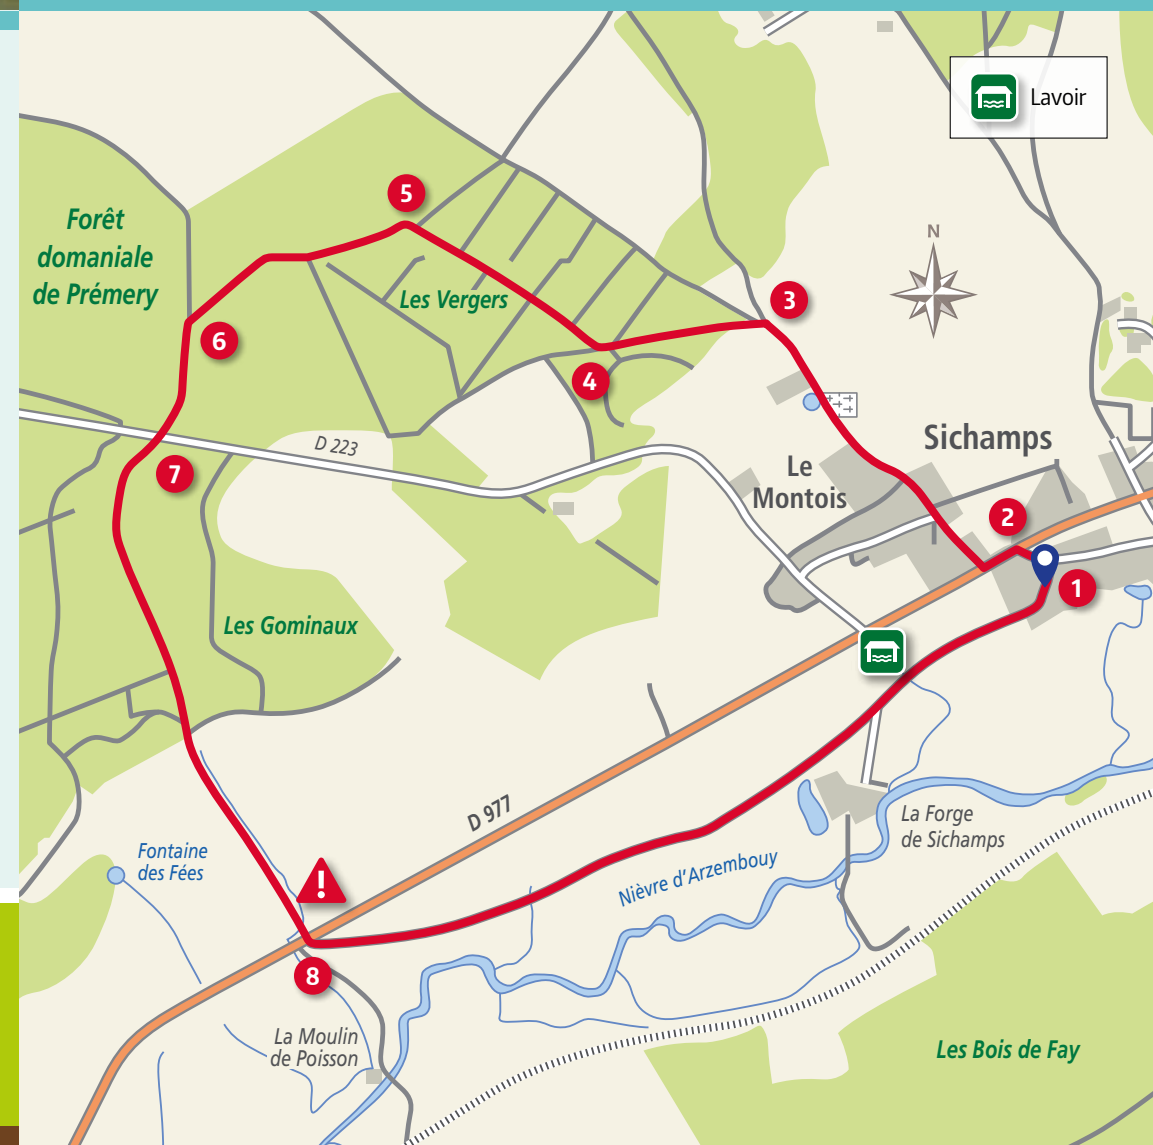 Lavoir
5
Forêt
domaniale
de Prémery
N
Les Vergers
3
6
4
D 223
Sichamps
Le
Montois
7
2
1
Les Gominaux
D 977
La Forge
de Sichamps
Fontaine
des Fées
!
Nièvre d'Arzembouy
8
La Moulin
de Poisson
Les Bois de Fay